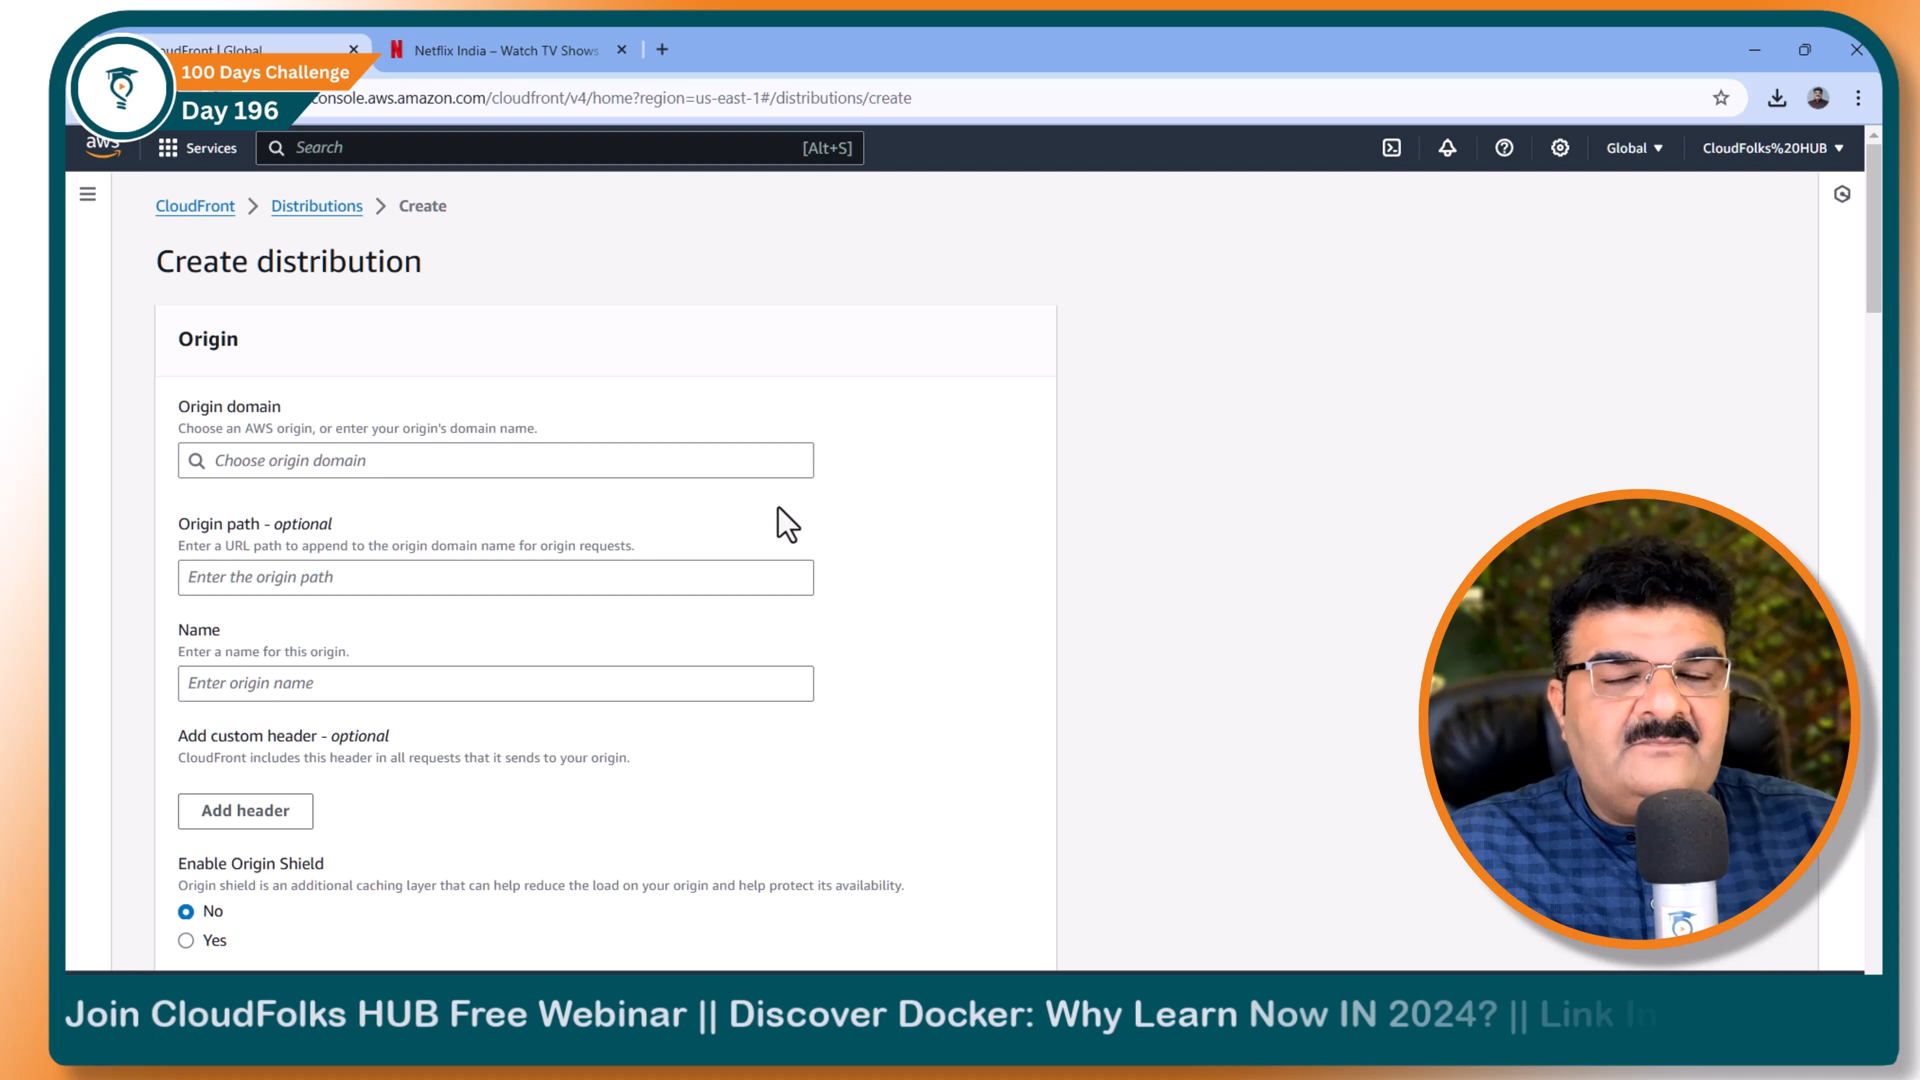 oudFront | Global
Netflix India – Watch TV Shows
100 Days Challenge
Day 196
console.aws.amazon.com/cloudfront/v4/home?region=us-east-1#/distributions/create
aws
Services
Search
[Alt+S]
Global
CloudFolks%20HUB
CloudFront
Distributions
Create
Create distribution
Origin
Origin domain
Choose an AWS origin, or enter your origin's domain name.
Choose origin domain
Origin path - optional
Enter a URL path to append to the origin domain name for origin requests.
Enter the origin path
Name
Enter a name for this origin.
Enter origin name
Add custom header - optional
CloudFront includes this header in all requests that it sends to your origin.
Add header
Enable Origin Shield
Origin shield is an additional caching layer that can help reduce the load on your origin and help protect its availability.
No
Yes
Join CloudFolks HUB Free Webinar || Discover Docker: Why Learn Now IN 2024? || Link In